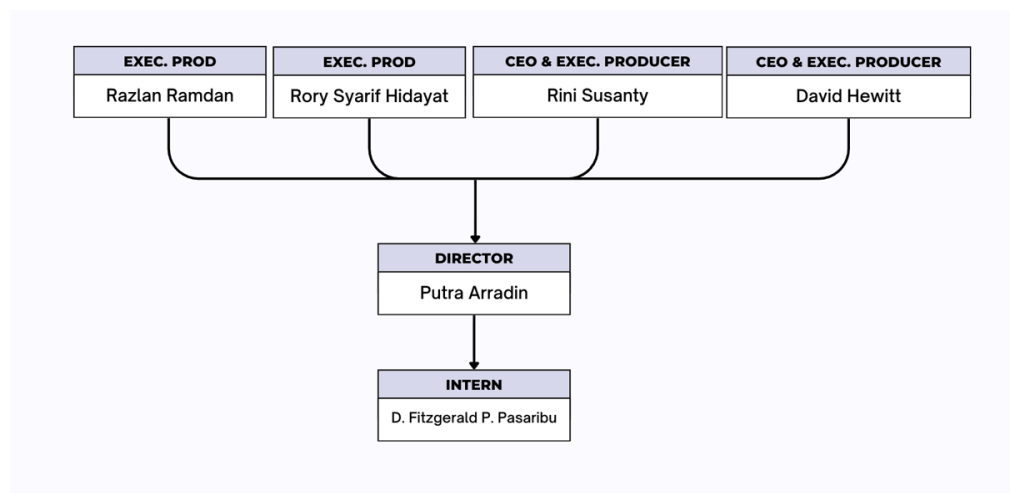 EXEC. PROD
Razlan Ramdan
EXEC. PROD
Rory Syarif Hidayat
CEO & EXEC. PRODUCER
Rini Susanty
CEO & EXEC. PRODUCER
David Hewitt
DIRECTOR
Putra Arradin
INTERN
D. Fitzgerald P. Pasaribu